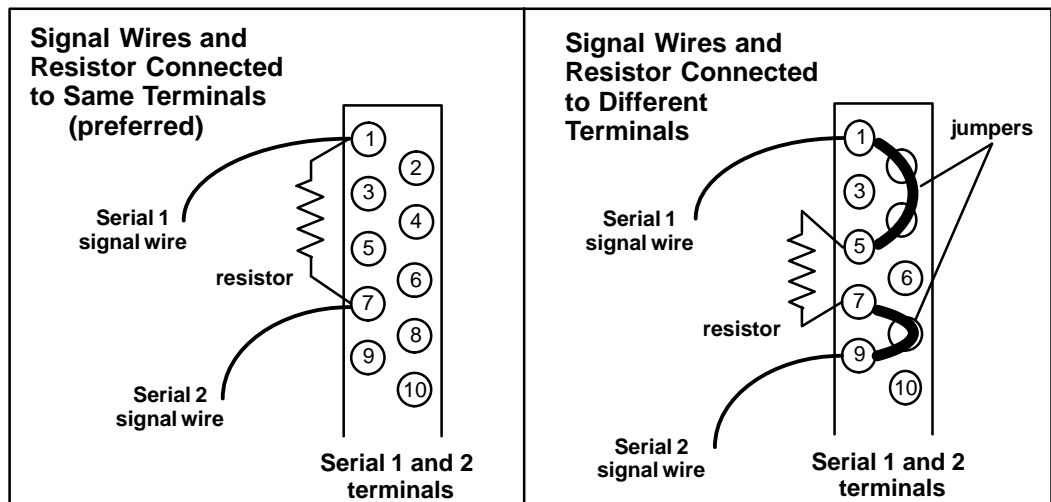 Signal Wires and
Resistor Connected
to Same Terminals
(preferred)
1
2
3
4
5
6
7
8
9
10
Serial 1
signal wire
resistor
Serial 2
signal wire
Serial 1 and 2
terminals
Signal Wires and
Resistor Connected
to Different
Terminals
jumpers
1
3
5
6
7
9
10
Serial 1
signal wire
resistor
Serial 2
signal wire
Serial 1 and 2
terminals